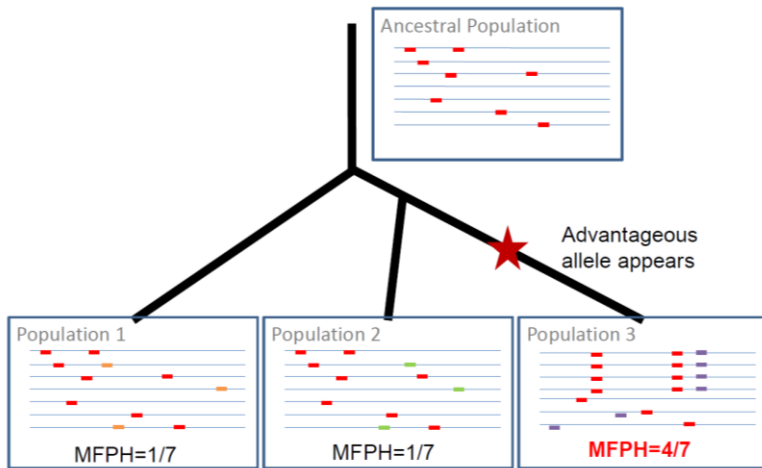 Ancestral Population
Advantageous
allele appears
Population 1
MFPH=1/7
Population 2
MFPH=1/7
Population 3
MFPH=4/7